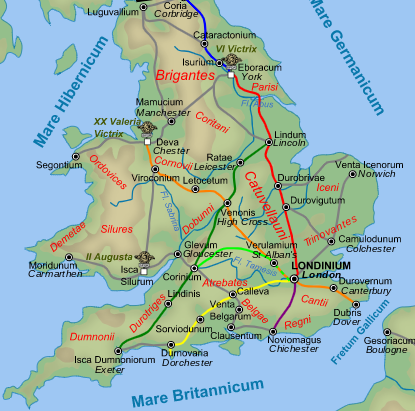 Luguvallium
Coria
Corbridge
Mare Germanicum
Mare Hibernicum
Cataractonium
VI Victrix
Isurium
Eboracum
York
Brigantes
Parisi
Fl. Abus
Mamucium
Manchester
Coritani
XX Valeria
Victrix
Deva
Chester
Lindum
Lincoln
Segontium
Ordovices
Cornovii
Ratae
Leicester
Venta Icenorum
Norwich
Viroconium
Letocetum
Catuvellauni
Durobrivae
Iceni
Fl. Sabrina
Dobunni
Venonis
High Cross
Durovigutum
Demetae
Silures
Trinovantes
Camulodunum
Colchester
II Augusta
Glevum
Gloucester
Verulamium
St Alban's
Moridunum
Carmarthen
Isca
Silurum
Corinium
Fl. Tamesis
LONDINIUM
London
Atrebates
Calleva
Durovernum
Canterbury
Durotriges
Lindinis
Venta
Belgarum
Belgae
Cantii
Dubris
Dover
Fretum Gallicum
Dumnonii
Sorviodunum
Clausentum
Regni
Noviomagus
Chichester
Gesoriacum
Boulogne
Isca Dumnoniorum
Exeter
Durnovaria
Dorchester
Mare Britannicum